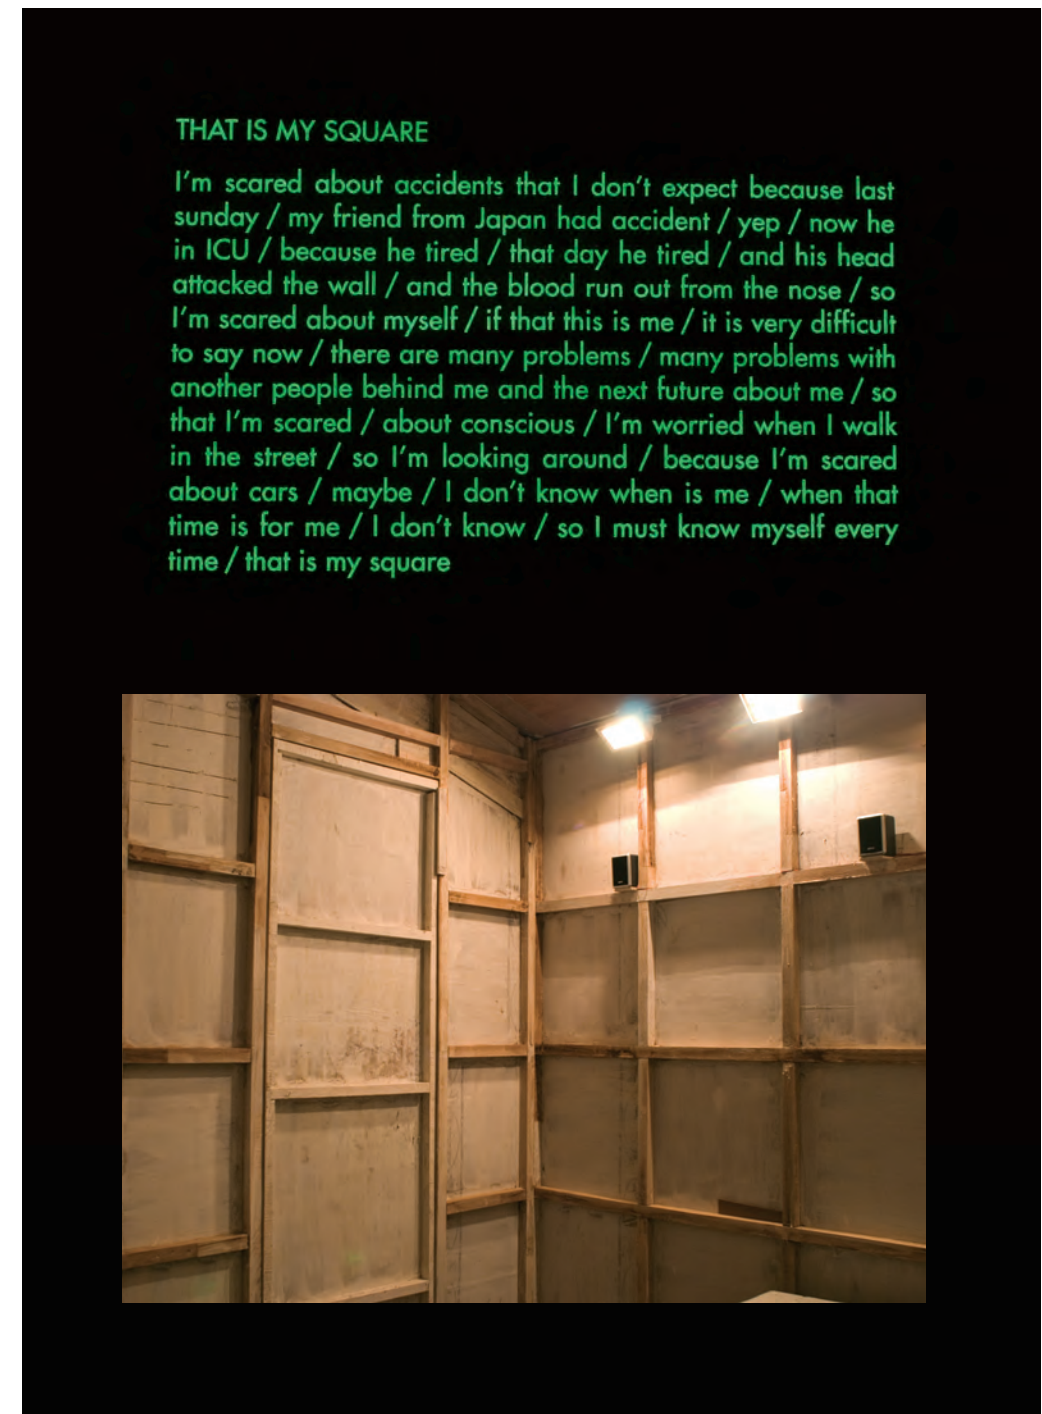 THAT IS MY SQUARE
I'm scared about accidents that I don't expect because last
sunday / my friend from Japan had accident / yep / now he
in ICU / because he tired / that day he tired / and his head
attacked the wall / and the blood run out from the nose / so
I'm scared about myself / if that this is me / it is very difficult
to say now / there are many problems / many problems with
another people behind me and the next future about me / so
that I'm scared / about conscious / I'm worried when I walk
in the street / so I'm looking around / because I'm scared
about cars / maybe / I don't know when is me / when that
time is for me / I don't know / so I must know myself every
time / that is my square